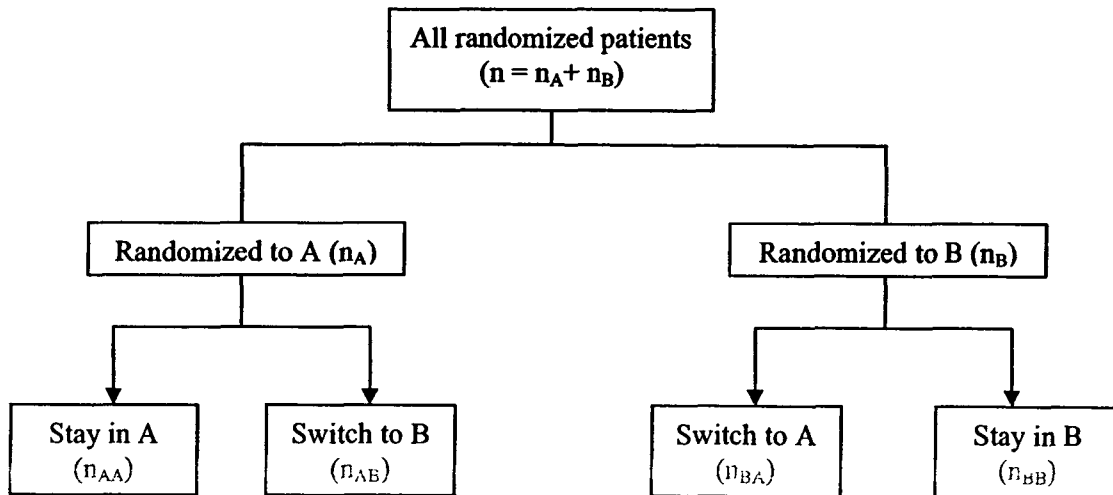 All randomized patients
(n = nA+ nB)
Randomized to A (nA)
Randomized to B (nB)
Stay in A
(nAA)
Switch to B
(nAB)
Switch to A
(nBA)
Stay in B
(nBB)